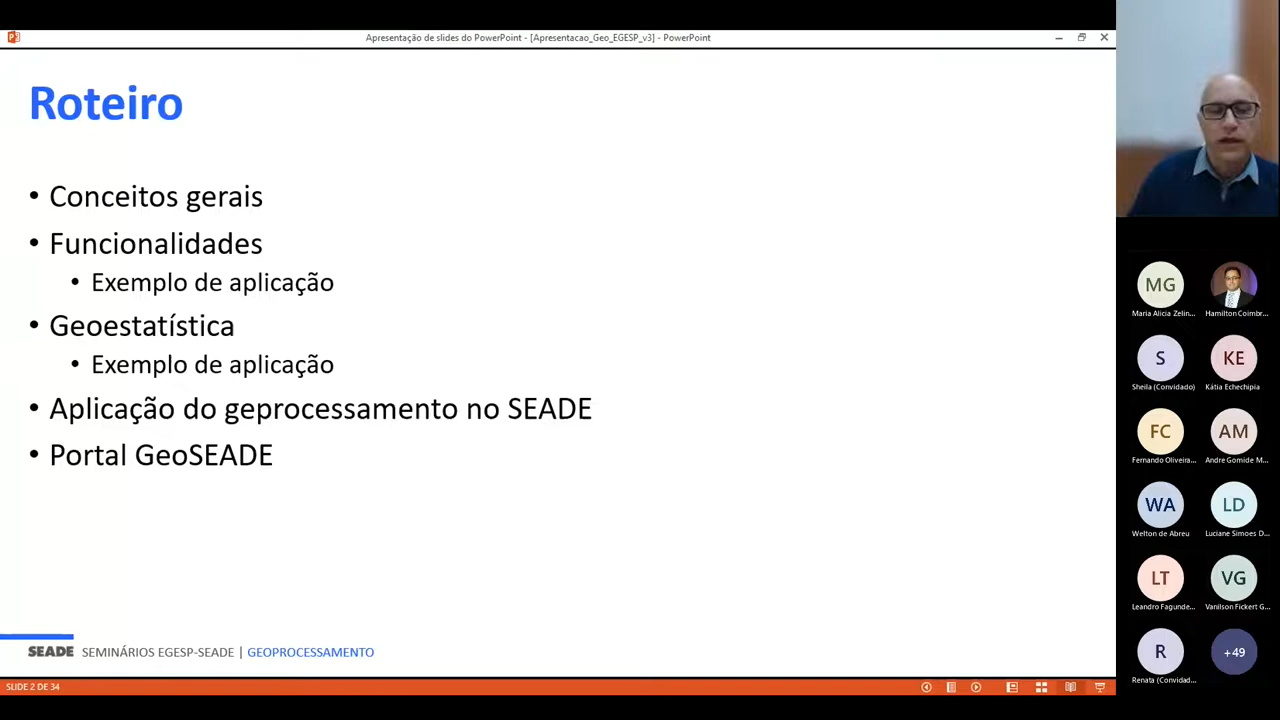 Apresentação de slides do PowerPoint - [Apresentacao_Geo_EGESP_v3] - PowerPoint
Roteiro
• Conceitos gerais
• Funcionalidades
• Exemplo de aplicação
• Geoestatística
• Exemplo de aplicação
• Aplicação do geprocessamento no SEADE
• Portal GeoSEADE
SEADE SEMINÁRIOS EGESP-SEADE | GEOPROCESSAMENTO
SLIDE 2 DE 34
MG
Maria Alicia Zelin...
Hamilton Coimbr...
S
Sheila (Convidado)
KE
Kátia Echechipia
FC
Fernando Oliveira...
AM
Andre Gomide M...
WA
Welton de Abreu
LD
Luciane Simoes D...
LT
Leandro Fagunde...
VG
Vanilson Fickert G...
R
Renata (Convidad...
+49